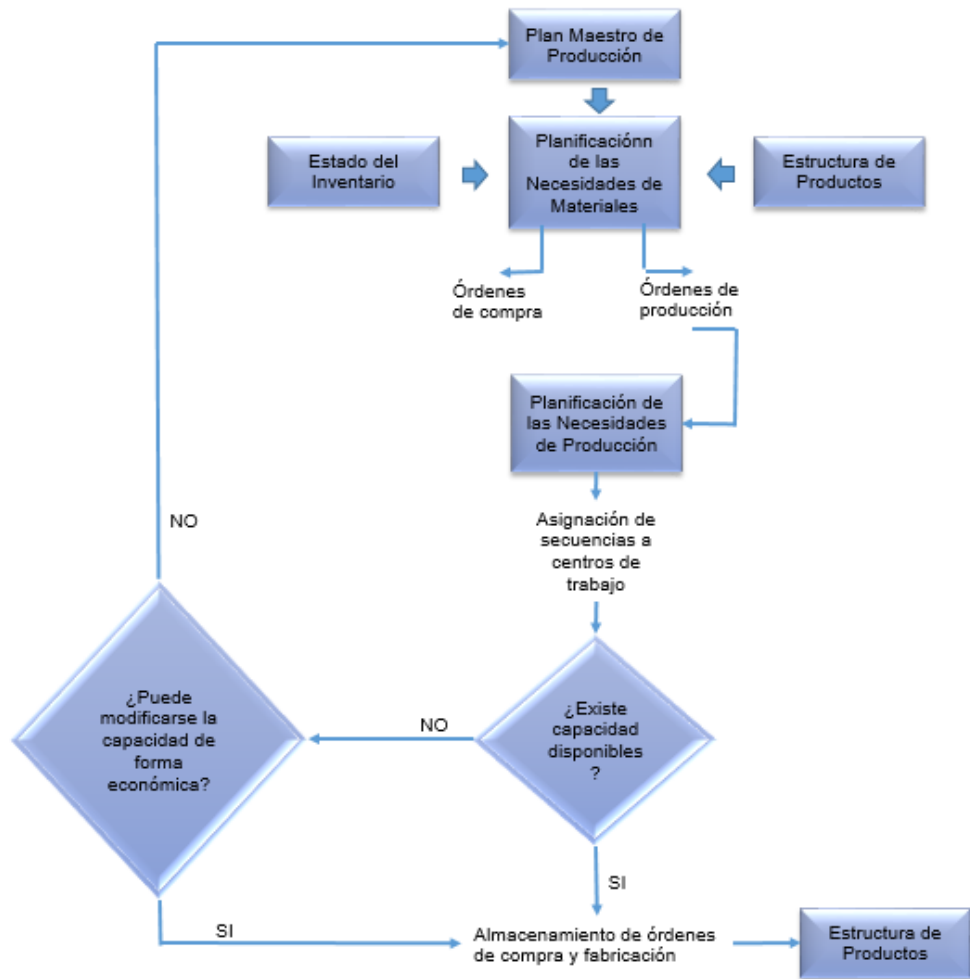 Plan Maestro de
Producción
Estado del
Inventario
Planificaciónn
de las
Necesidades de
Materiales
Estructura de
Productos
Órdenes
de compra
Órdenes de
producción
Planificación de
las Necesidades
de Producción
NO
Asignación de
secuencias a
centros de
trabajo
¿Puede
modificarse la
capacidad de
forma
económica?
NO
¿Existe
capacidad
disponibles
?
SI
SI
Almacenamiento de órdenes
de compra y fabricación
Estructura de
Productos